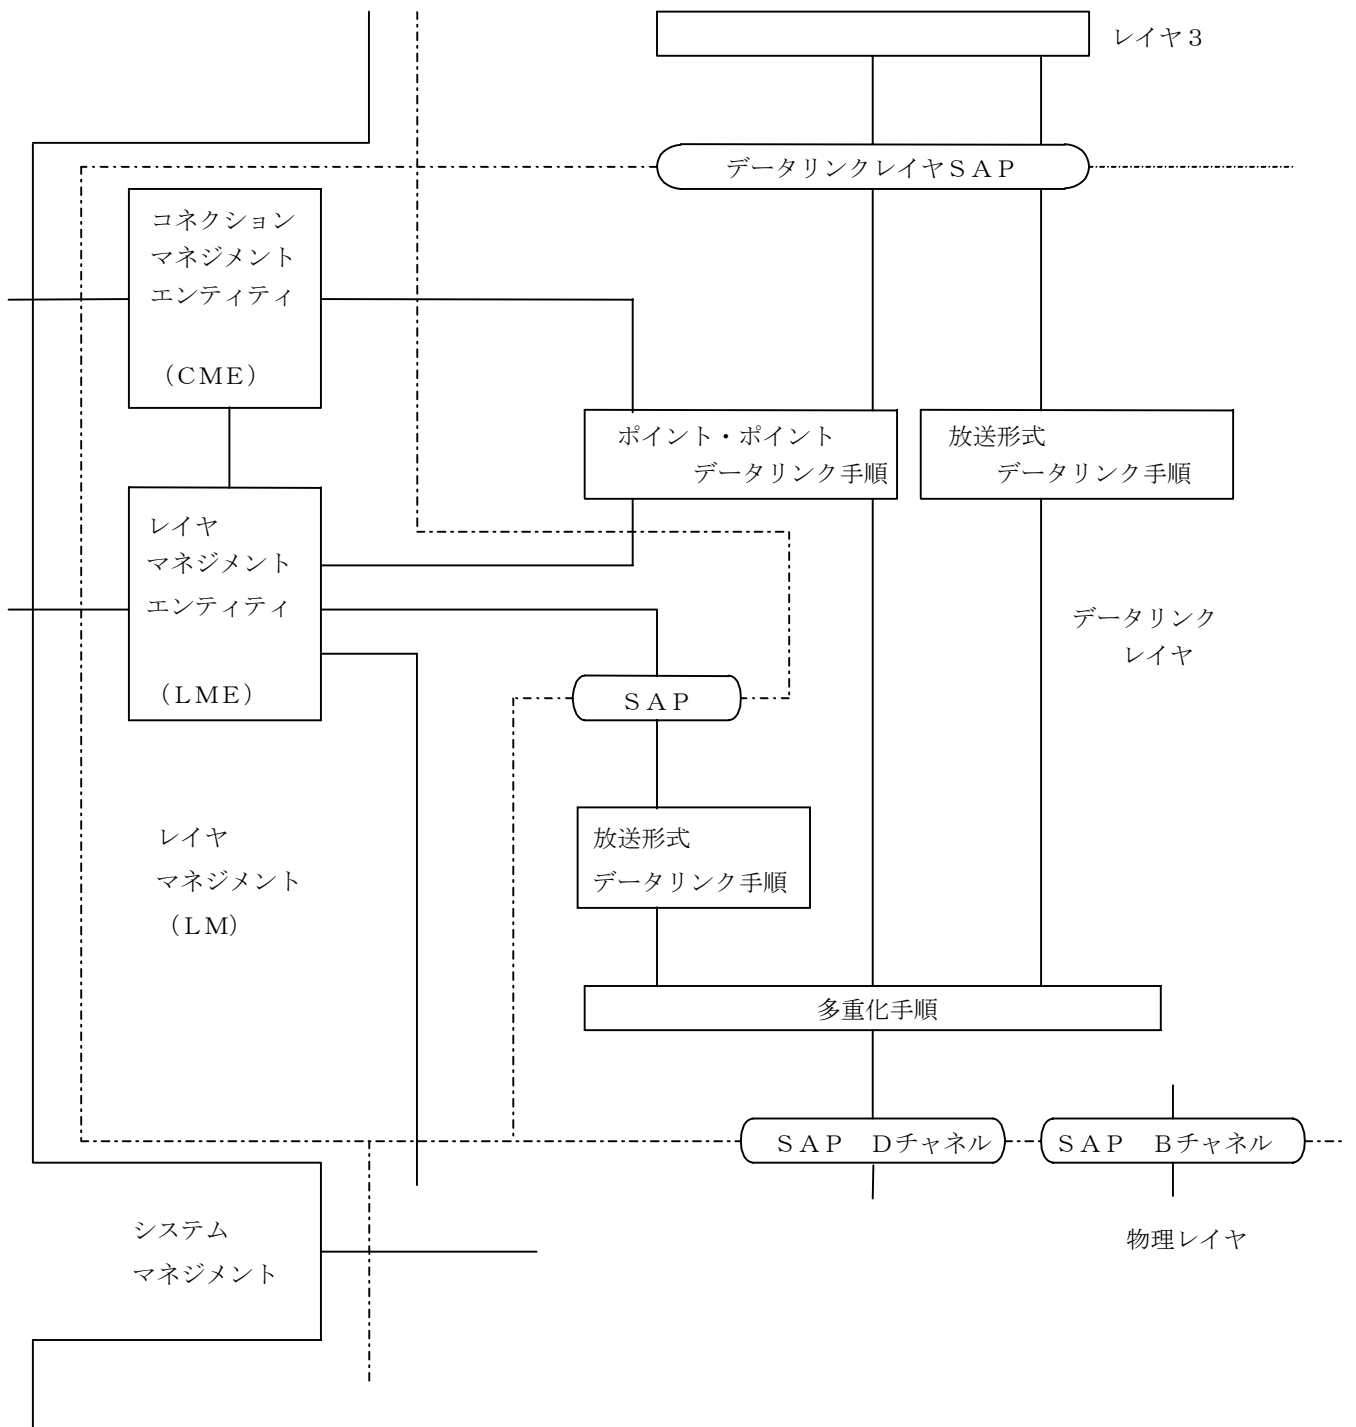 レイヤ3
データリンクレイヤSAP
コネクション
マネジメント
エンティティ
(CME)
ポイント・ポイント
データリンク手順
放送形式
データリンク手順
レイヤ
マネジメント
エンティティ
(LME)
データリンク
レイヤ
SAP
レイヤ
マネジメント
(LM)
放送形式
データリンク手順
多重化手順
SAP Dチャネル
SAP Bチャネル
システム
マネジメント
物理レイヤ